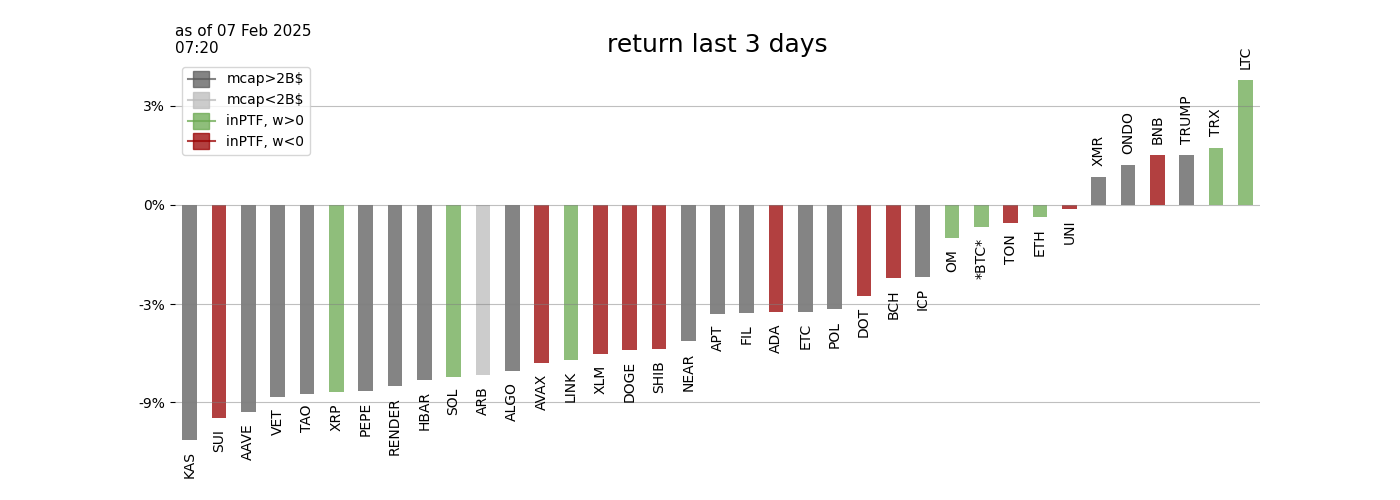 as of 07 Feb 2025
07:20
return last 3 days
mcap>2B$
mcap<2B$
inPTF, w>0
inPTF, w<0
3%
0%
-3%
-9%
KAS
SUI
AAVE
VET
TAO
XRP
PEPE
RENDER
HBAR
SOL
ARB
ALGO
AVAX
LINK
XLM
DOGE
SHIB
NEAR
APT
FIL
ADA
ETC
POL
DOT
BCH
ICP
OM
*BTC*
TON
ETH
UNI
XMR
ONDO
BNB
TRUMP
TRX
LTC